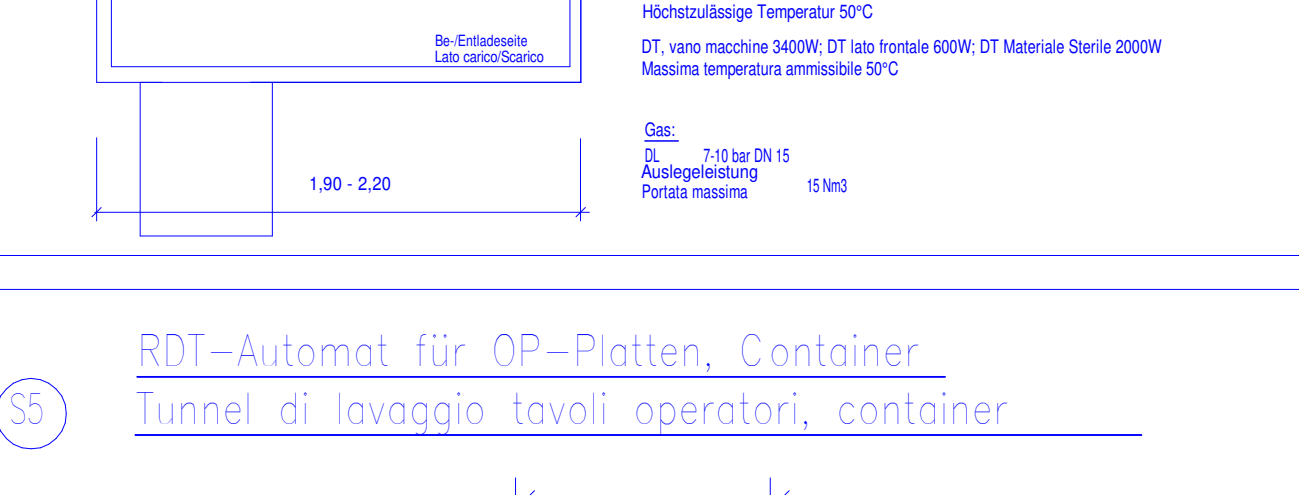 Höchstzulässige Temperatur 50°C
Be-/Entladeseite
Lato carico/Scarico
DT, vano macchine 3400W; DT lato frontale 600W; DT Materiale Sterile 2000W
Massima temperatura ammissibile 50°C
Gas:
DL 7-10 bar DN 15
Auslegeleistung
Portata massima 15 Nm3
1,90 - 2,20
RDT-Automat für OP-Platten, Container
S5
Tunnel di lavaggio tavoli operatori, container